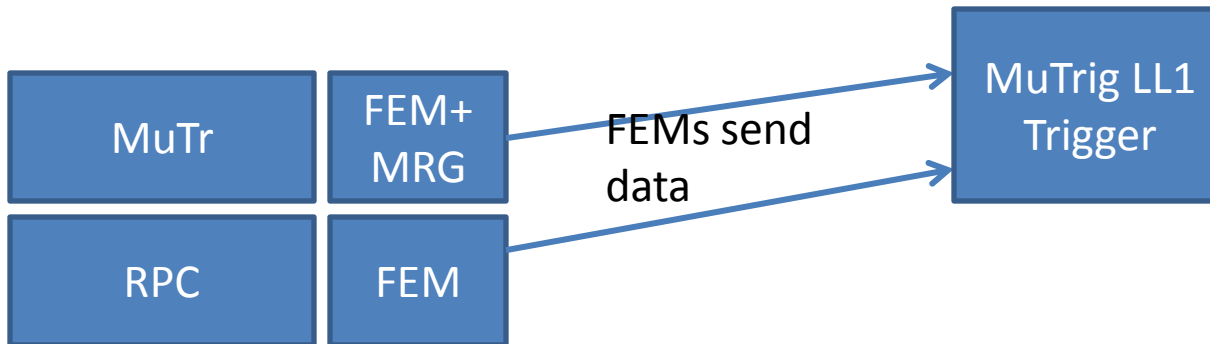 MuTr
FEM+
MRG
FEMs send
data
MuTrig LL1
Trigger
RPC
FEM